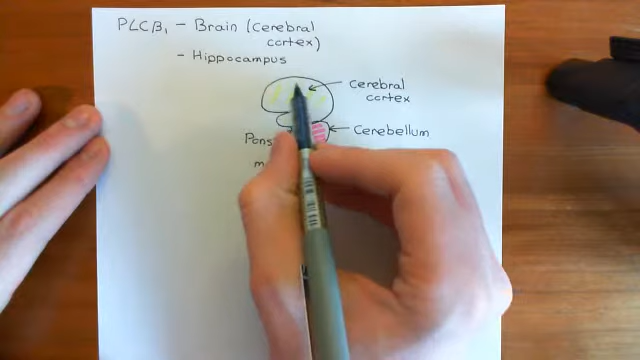 PLCβ₁ - Brain (cerebral
cortex)
- Hippocampus
cerebral
cortex
Cerebellum
Pons